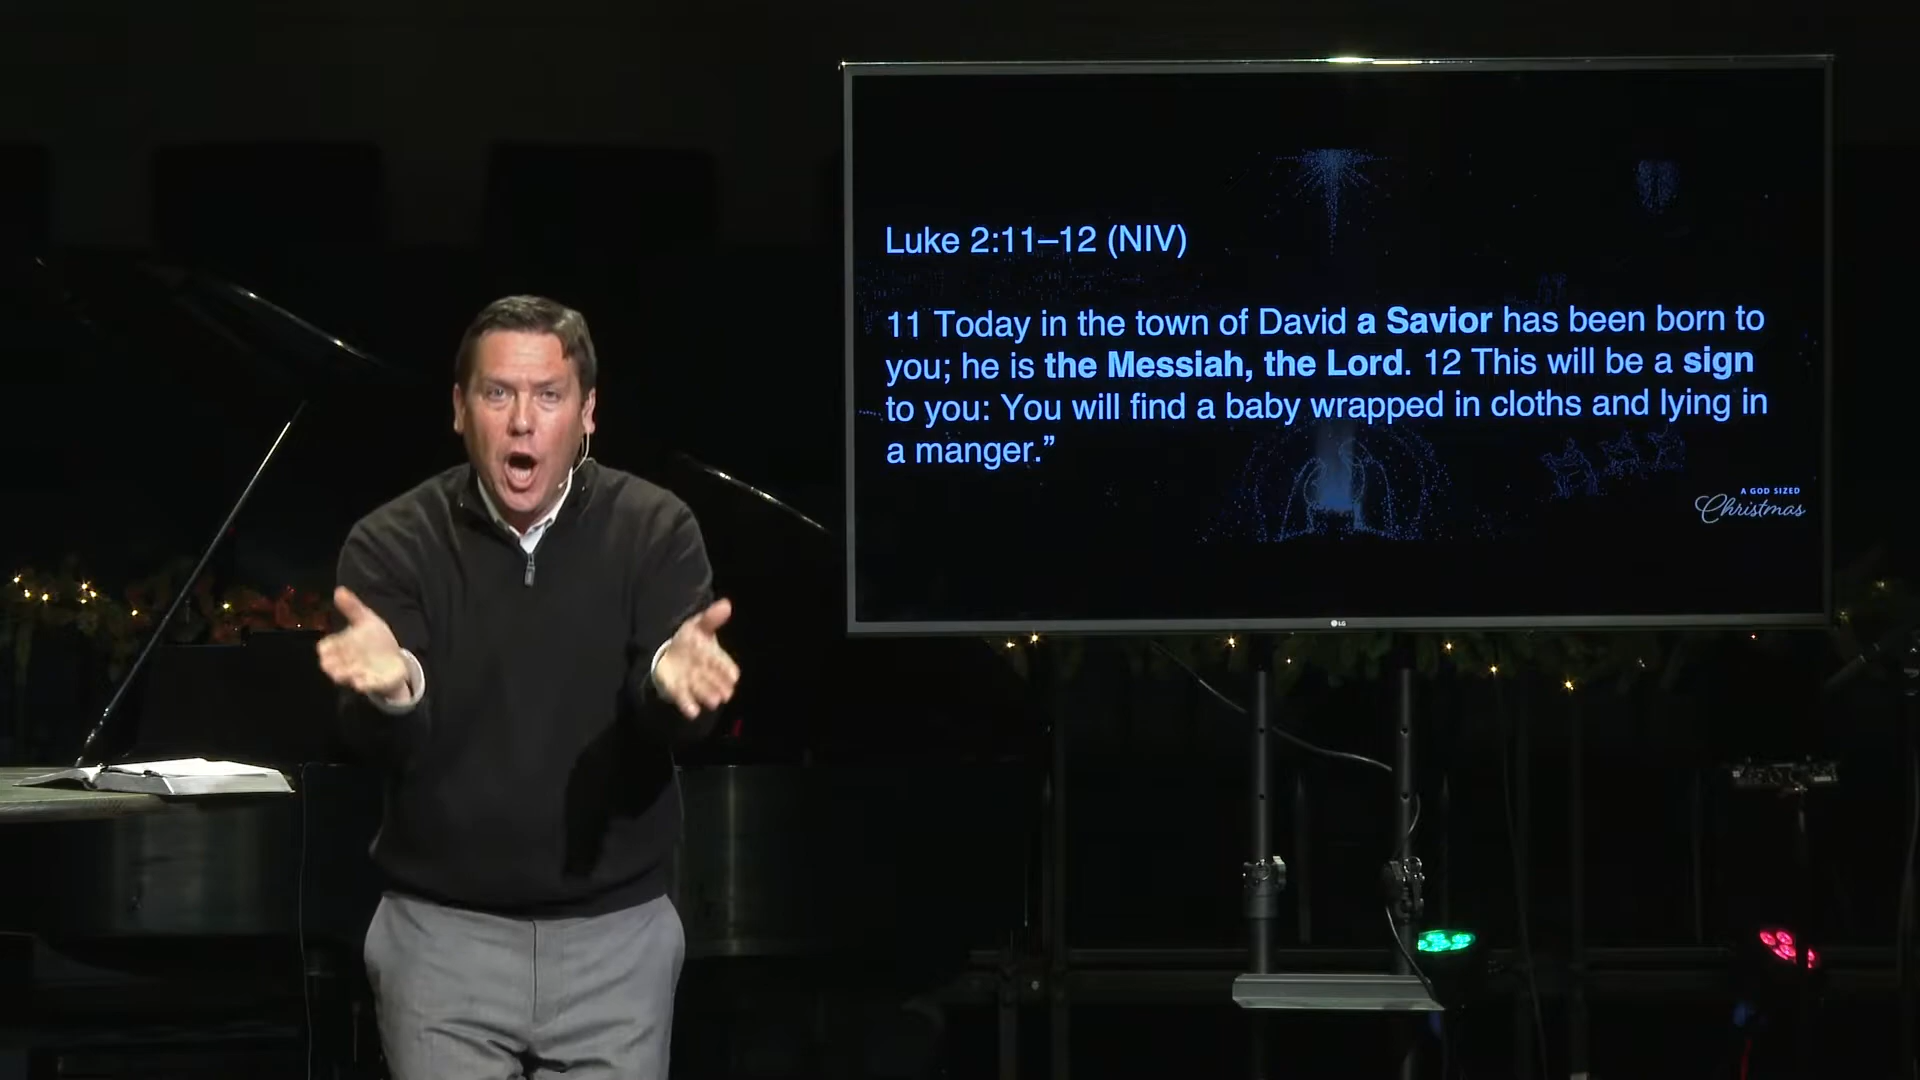 Luke 2:11–12 (NIV)
11 Today in the town of David a Savior has been born to
you; he is the Messiah, the Lord. 12 This will be a sign
to you: You will find a baby wrapped in cloths and lying in
a manger.”
A GOD SIZED
Christmas
LG